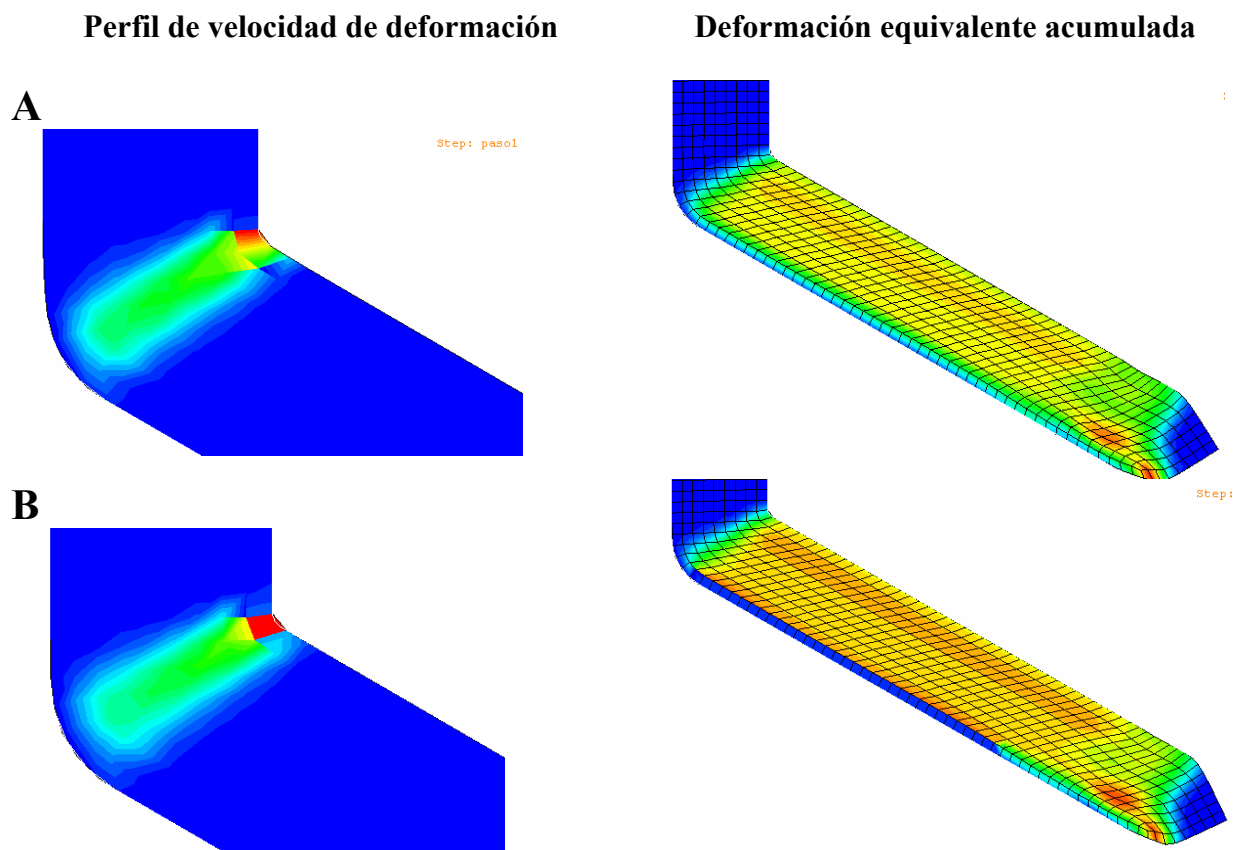 Perfil de velocidad de deformación
Deformación equivalente acumulada
A
Step: paso1
B
Step: